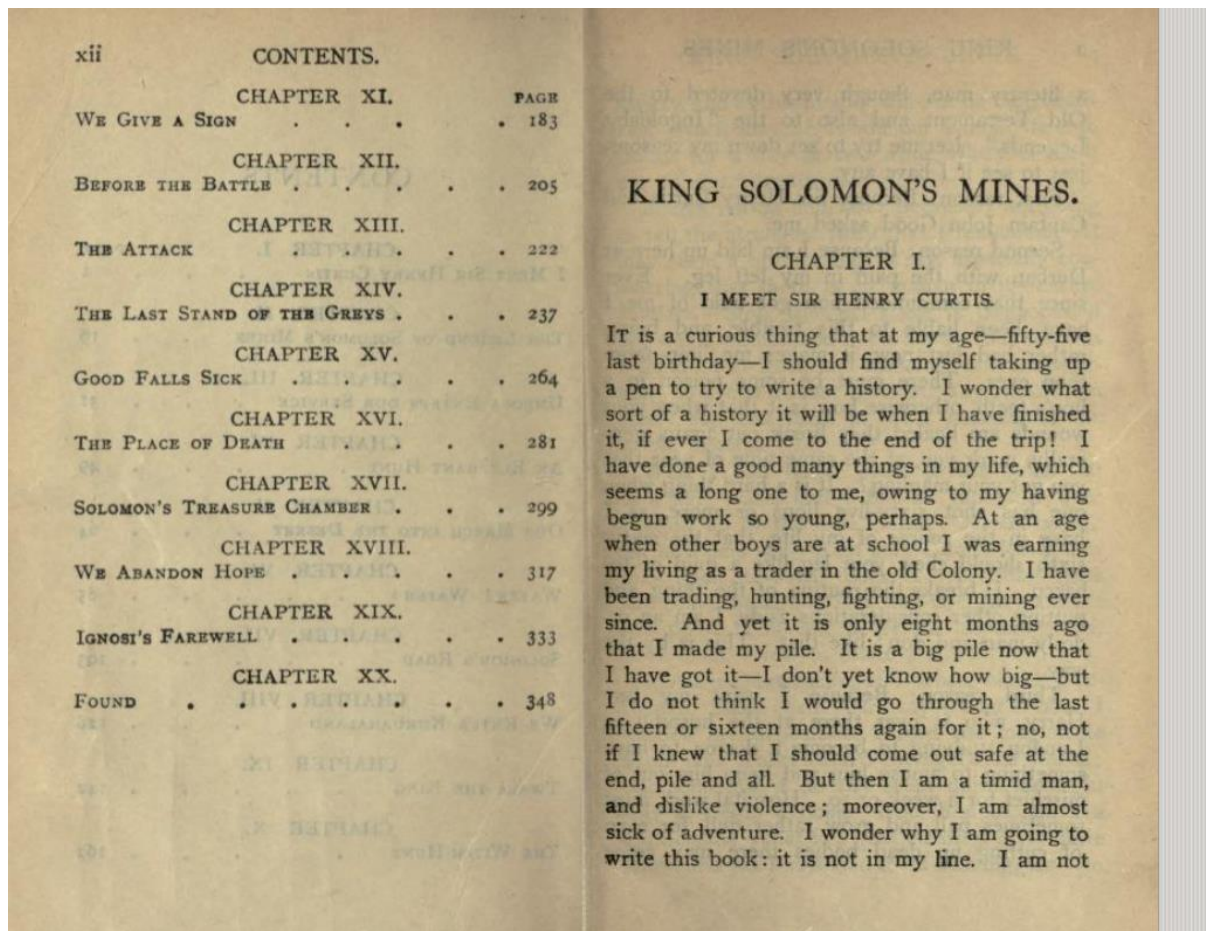 xii CONTENTS.
CHAPTER XI. PAGE
WE GIVE A SIGN . . . . 183
CHAPTER XII.
BEFORE THE BATTLE . . . . . 205
CHAPTER XIII.
THE ATTACK . . . . . 222
CHAPTER XIV.
THE LAST STAND OF THE GREYS . . . 237
CHAPTER XV.
GOOD FALLS SICK . . . . . 264
CHAPTER XVI.
THE PLACE OF DEATH . . . . 281
CHAPTER XVII.
SOLOMON'S TREASURE CHAMBER . . . 299
CHAPTER XVIII.
WE ABANDON HOPE . . . . . 317
CHAPTER XIX.
IGNOSI'S FAREWELL . . . . . 333
CHAPTER XX.
FOUND . . . . . . . 348
KING SOLOMON'S MINES.
CHAPTER I.
I MEET SIR HENRY CURTIS.
IT is a curious thing that at my age—fifty-five
last birthday—I should find myself taking up
a pen to try to write a history. I wonder what
sort of a history it will be when I have finished
it, if ever I come to the end of the trip! I
have done a good many things in my life, which
seems a long one to me, owing to my having
begun work so young, perhaps. At an age
when other boys are at school I was earning
my living as a trader in the old Colony. I have
been trading, hunting, fighting, or mining ever
since. And yet it is only eight months ago
that I made my pile. It is a big pile now that
I have got it—I don't yet know how big—but
I do not think I would go through the last
fifteen or sixteen months again for it; no, not
if I knew that I should come out safe at the
end, pile and all. But then I am a timid man,
and dislike violence; moreover, I am almost
sick of adventure. I wonder why I am going to
write this book: it is not in my line. I am not